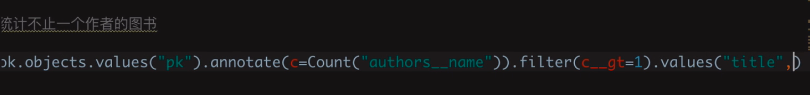 统计不止一个作者的图书
ok.objects.values("pk").annotate(c=Count("authors__name")).filter(c__gt=1).values("title",)